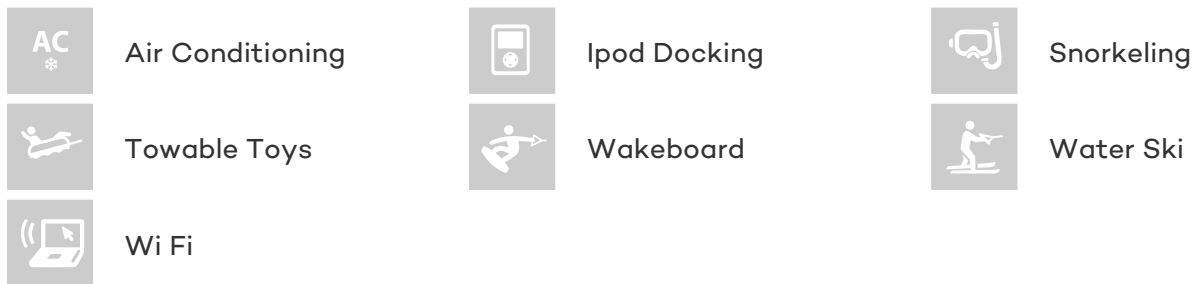 AC
Air Conditioning
Ipod Docking
Snorkeling
Towable Toys
Wakeboard
Water Ski
Wi Fi